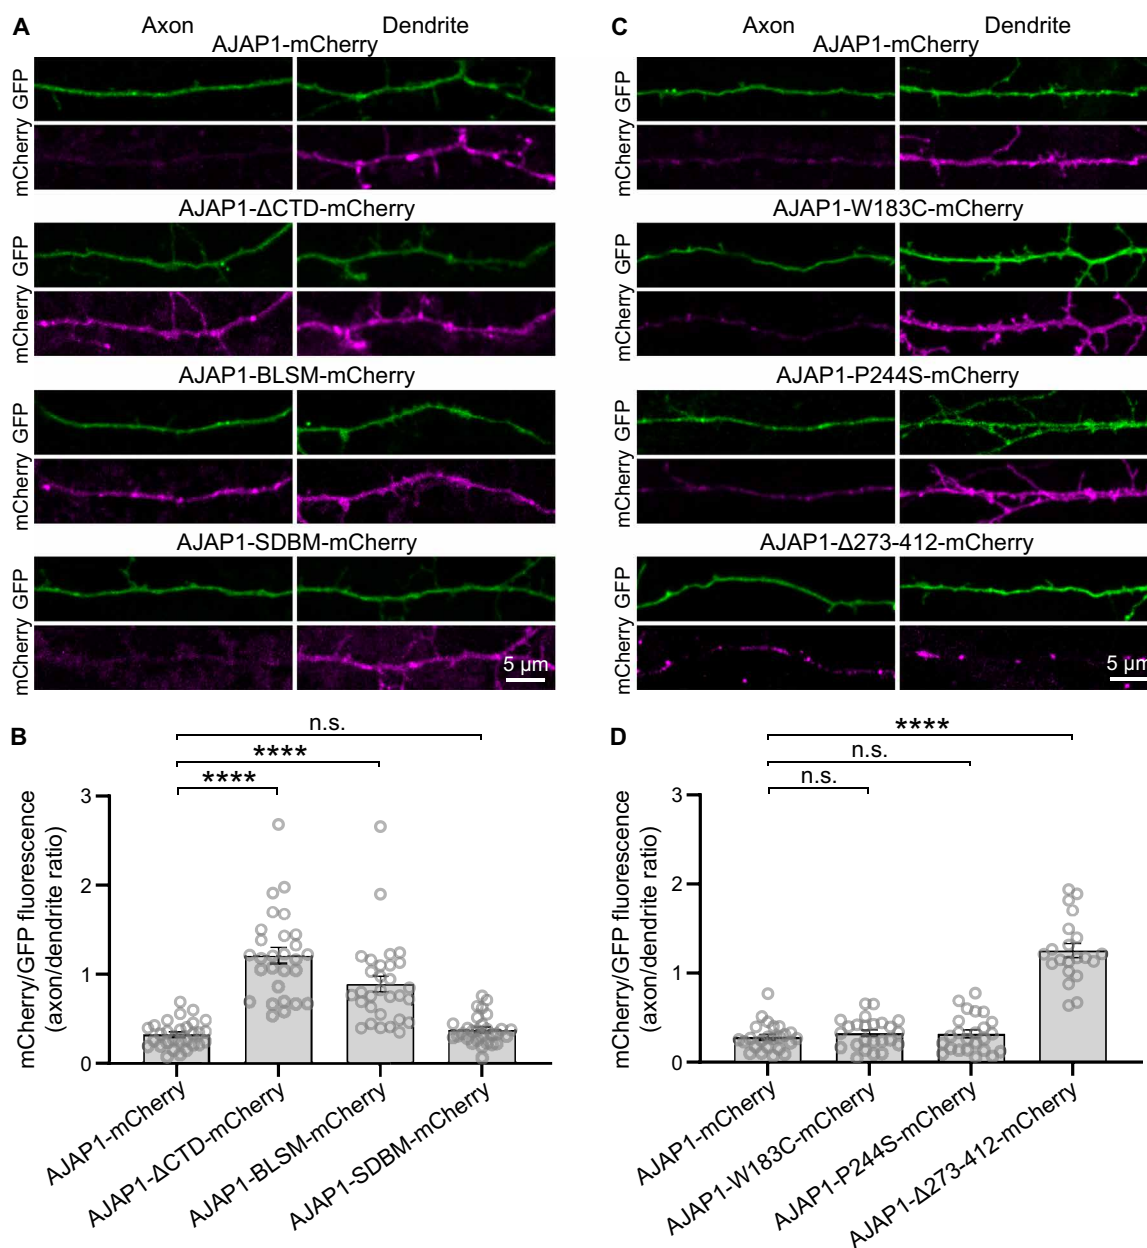 A
Axon
Dendrite
AJAP1-mCherry
GFP
mCherry
AJAP1-ΔCTD-mCherry
GFP
mCherry
AJAP1-BLSM-mCherry
GFP
mCherry
AJAP1-SDBM-mCherry
GFP
mCherry
5 µm
C
Axon
Dendrite
AJAP1-mCherry
GFP
mCherry
AJAP1-W183C-mCherry
GFP
mCherry
AJAP1-P244S-mCherry
GFP
mCherry
AJAP1-Δ273-412-mCherry
GFP
mCherry
5 µm
B
n.s.
****
****
mCherry/GFP fluorescence
(axon/dendrite ratio)
3
2
1
0
AJAP1-mCherry
AJAP1-ΔCTD-mCherry
AJAP1-BLSM-mCherry
AJAP1-SDBM-mCherry
D
****
n.s.
n.s.
mCherry/GFP fluorescence
(axon/dendrite ratio)
3
2
1
0
AJAP1-mCherry
AJAP1-W183C-mCherry
AJAP1-P244S-mCherry
AJAP1-Δ273-412-mCherry